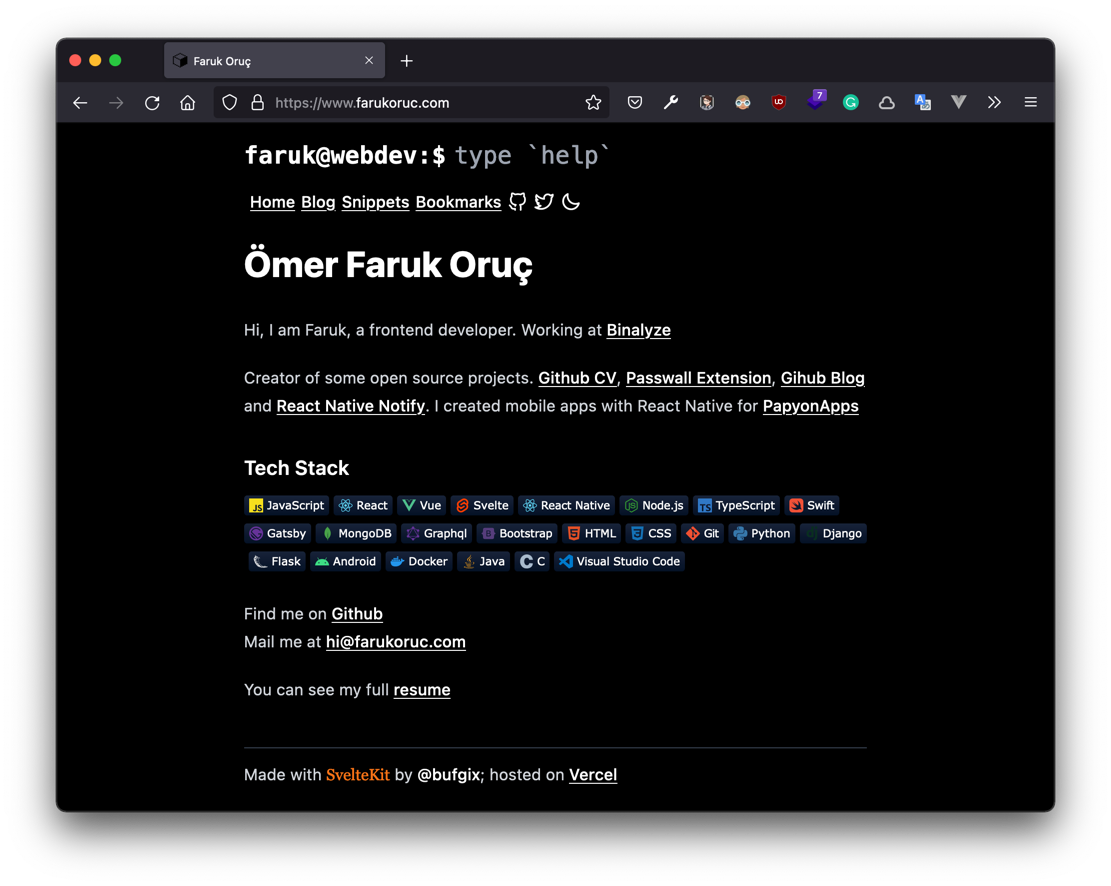 Faruk Oruç
https://www.farukoruc.com
7
faruk@webdev:$ type `help`
Home Blog Snippets Bookmarks
Ömer Faruk Oruç
Hi, I am Faruk, a frontend developer. Working at Binalyze
Creator of some open source projects. Github CV, Passwall Extension, Gihub Blog
and React Native Notify. I created mobile apps with React Native for PapyonApps
Tech Stack
JavaScript React Vue Svelte React Native Node.js TypeScript Swift
Gatsby MongoDB Graphql Bootstrap HTML CSS Git Python Django
Flask Android Docker Java C Visual Studio Code
Find me on Github
Mail me at hi@farukoruc.com
You can see my full resume
Made with SvelteKit by @bufgix; hosted on Vercel